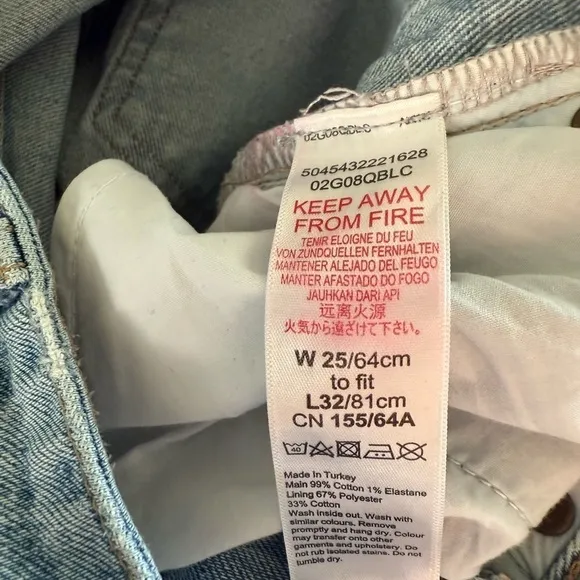 02G08QBLC
5045432221628
02G08QBLC
KEEP AWAY
FROM FIRE
TENIR ELOIGNE DU FEU
VON ZUNDQUELLEN FERNHALTEN
MANTENER ALEJADO DEL FEUGO
MANTER AFASTADO DO FOGO
JAUHKAN DARI API
远离火源
火気から遠ざけて下さい。
W 25/64cm
to fit
L32/81cm
CN 155/64A
40
Made In Turkey
Main 99% Cotton 1% Elastane
Lining 67% Polyester
33% Cotton
Wash inside out. Wash with
similar colours. Remove
promptly and hang dry. Colour
may transfer onto other
garments and upholstery. Do
not rub isolated stains. Do not
tumble dry.